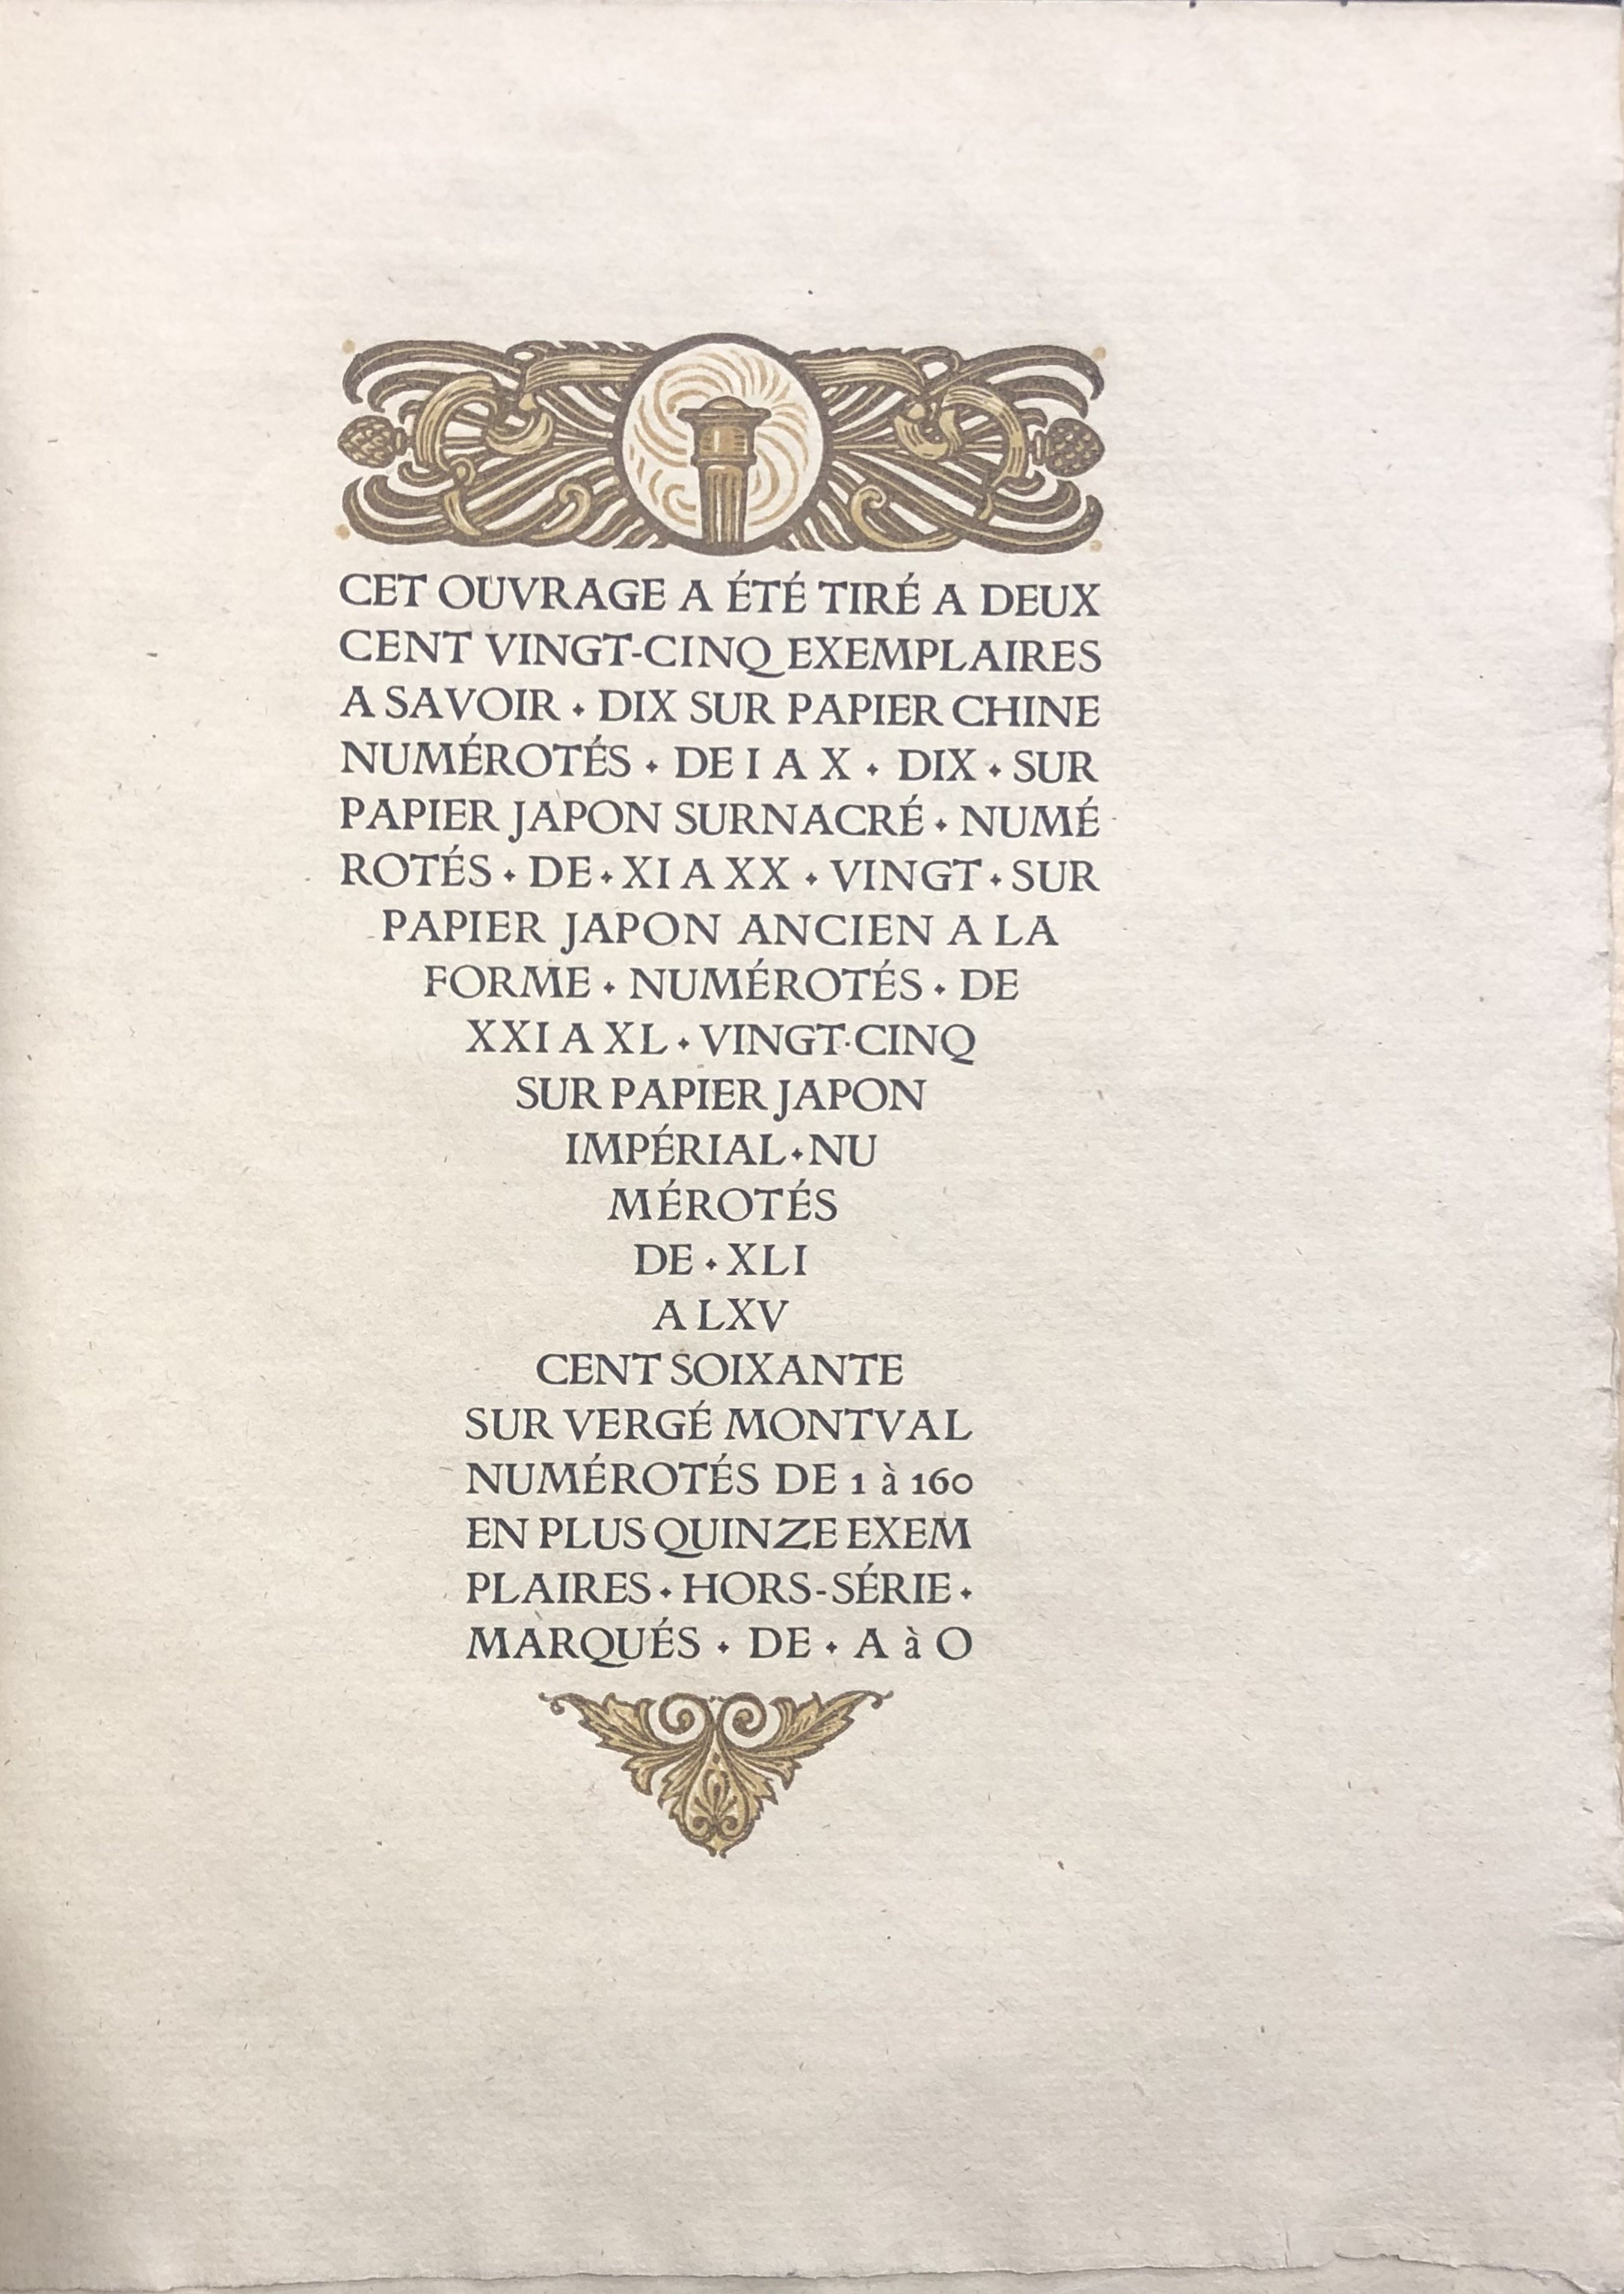 CET OUVRAGE A ÉTÉ TIRÉ A DEUX
CENT VINGT-CINQ EXEMPLAIRES
A SAVOIR · DIX SUR PAPIER CHINE
NUMÉROTÉS · DE I A X · DIX · SUR
PAPIER JAPON SURNACRÉ · NUMÉ
ROTÉS · DE · XI A XX · VINGT · SUR
PAPIER JAPON ANCIEN A LA
FORME · NUMÉROTÉS · DE
XXI A XL · VINGT·CINQ
SUR PAPIER JAPON
IMPÉRIAL · NU
MÉROTÉS
DE · XLI
A LXV
CENT SOIXANTE
SUR VERGÉ MONTVAL
NUMÉROTÉS DE 1 à 160
EN PLUS QUINZE EXEM
PLAIRES · HORS-SÉRIE ·
MARQUÉS · DE · A à O